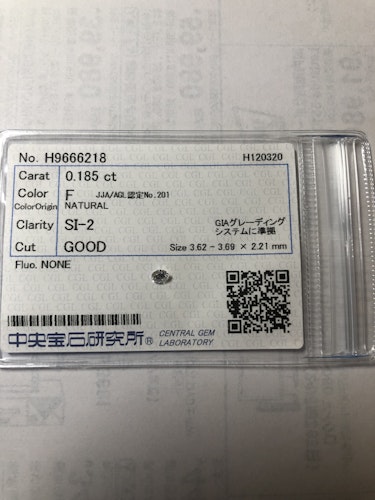 No. H9666218 H120320
Carat 0.185 ct
Color F JJA/AGL認定No.201
ColorOrigin NATURAL
Clarity SI-2 GIAグレーディング
システムに準拠
Cut GOOD Size 3.62 - 3.69 × 2.21 mm
Fluo. NONE
中央宝石研究所® CENTRAL GEM
LABORATORY